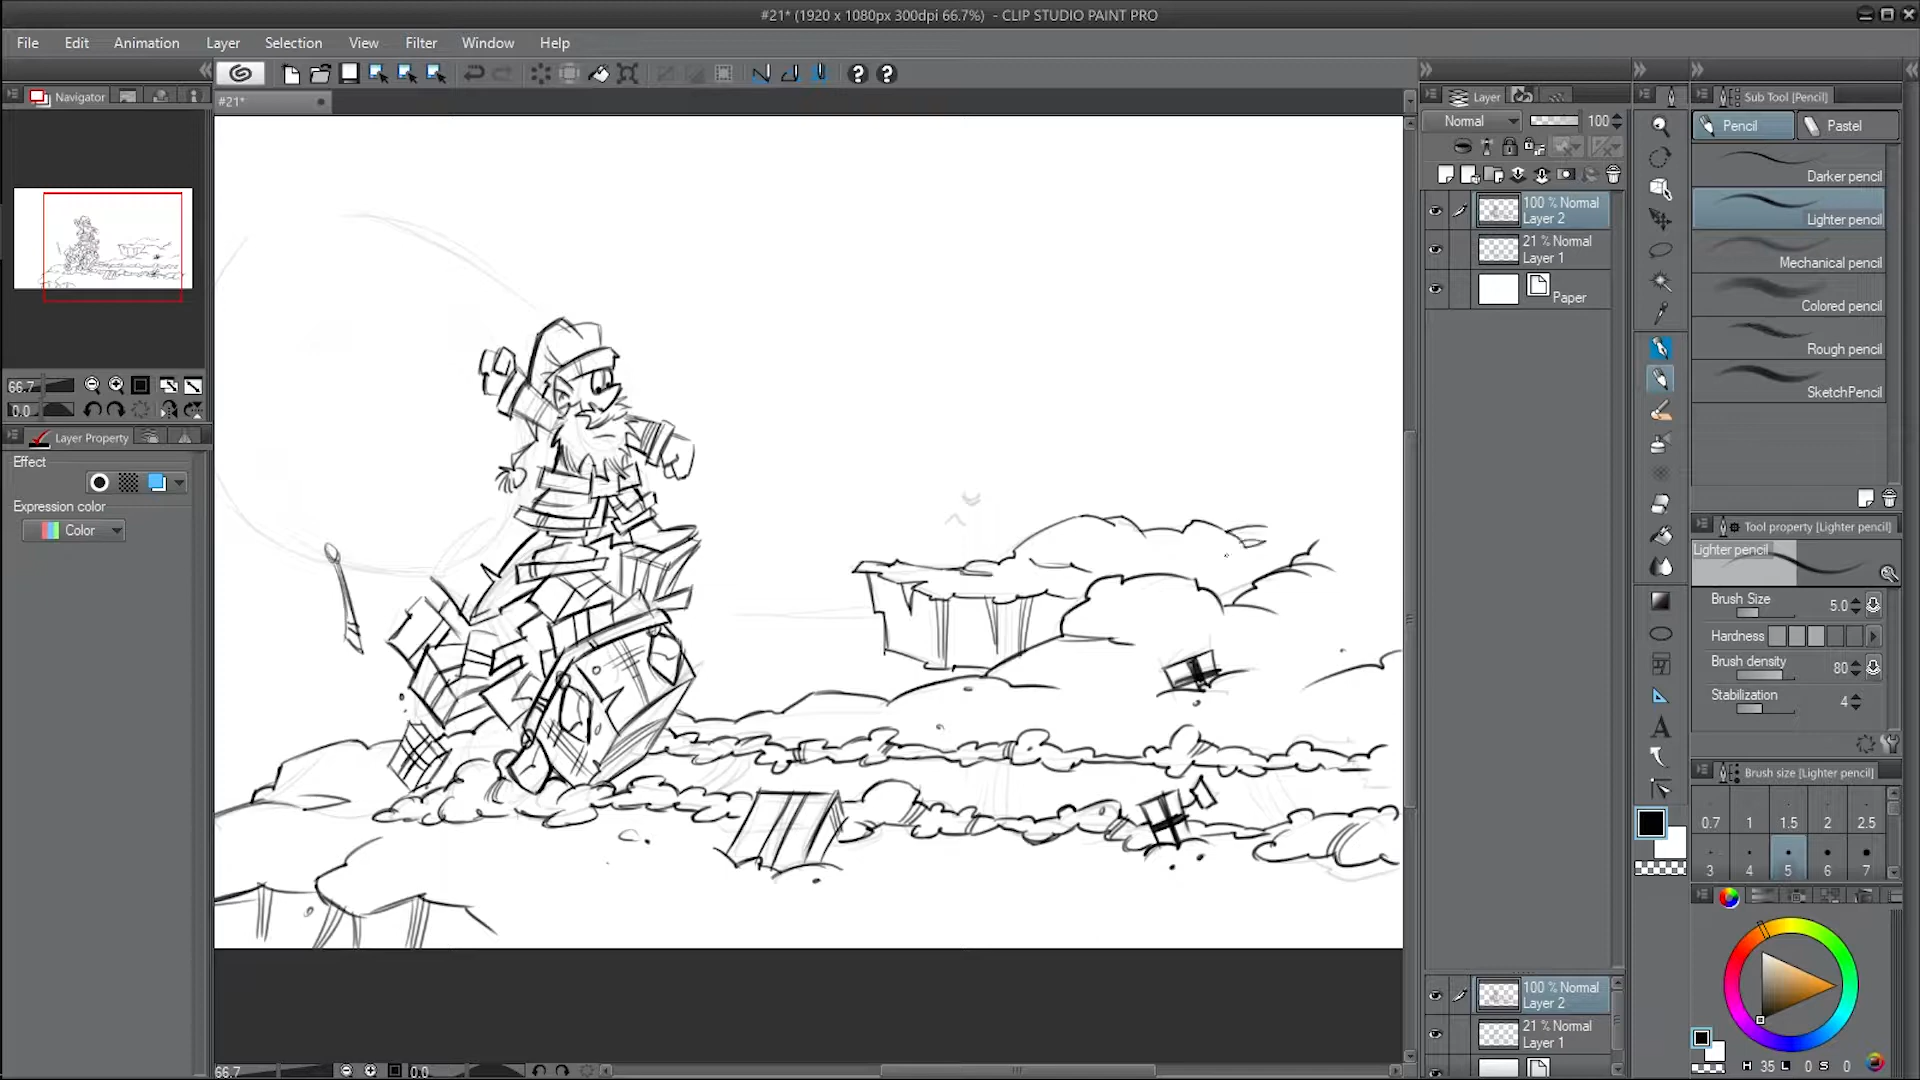 #21* (1920 x 1080px 300dpi 66.7%) - CLIP STUDIO PAINT PRO
File Edit Animation Layer Selection View Filter Window Help
Navigator
#21*
Layer
Sub Tool [Pencil]
Normal 100
Pencil Pastel
Darker pencil
Lighter pencil
Mechanical pencil
Colored pencil
Rough pencil
SketchPencil
100 % Normal
Layer 2
21 % Normal
Layer 1
Paper
66.7
0.0
Layer Property
Effect
Expression color
Color
Tool property [Lighter pencil]
Lighter pencil
Brush Size 5.0
Hardness
Brush density 80
Stabilization 4
Brush size [Lighter pencil]
0.7 1 1.5 2 2.5
3 4 5 6 7
100 % Normal
Layer 2
21 % Normal
Layer 1
66.7 0.0
H 35 L 0 S 0